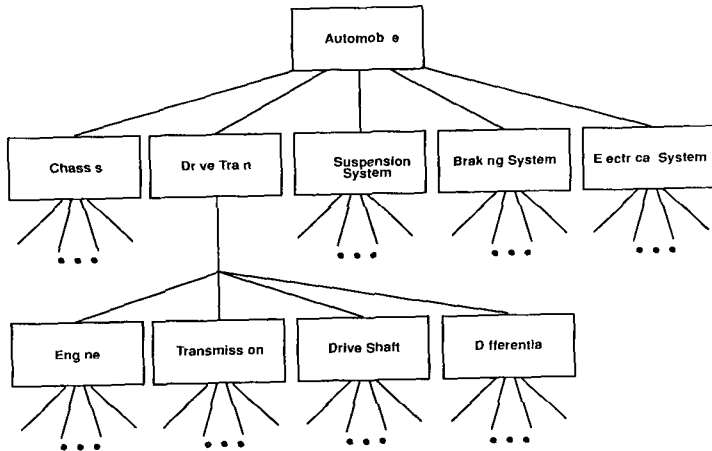 Automob e
Chass s
Dr ve Tra n
Suspension
System
Brak ng System
E ectr ca System
Eng ne
Transmiss on
Drive Shaft
D fferentia